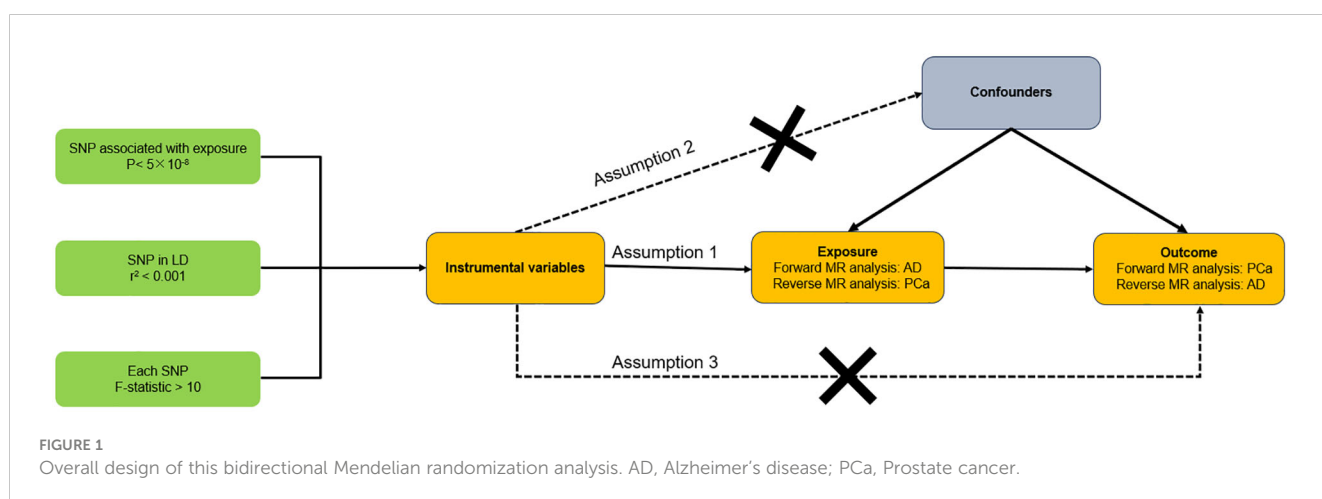 Confounders
SNP associated with exposure
P< 5×10⁻⁸
Assumption 2
SNP in LD
r² < 0.001
Instrumental variables
Assumption 1
Exposure
Forward MR analysis: AD
Reverse MR analysis: PCa
Outcome
Forward MR analysis: PCa
Reverse MR analysis: AD
Each SNP
F-statistic > 10
Assumption 3
FIGURE 1
Overall design of this bidirectional Mendelian randomization analysis. AD, Alzheimer’s disease; PCa, Prostate cancer.